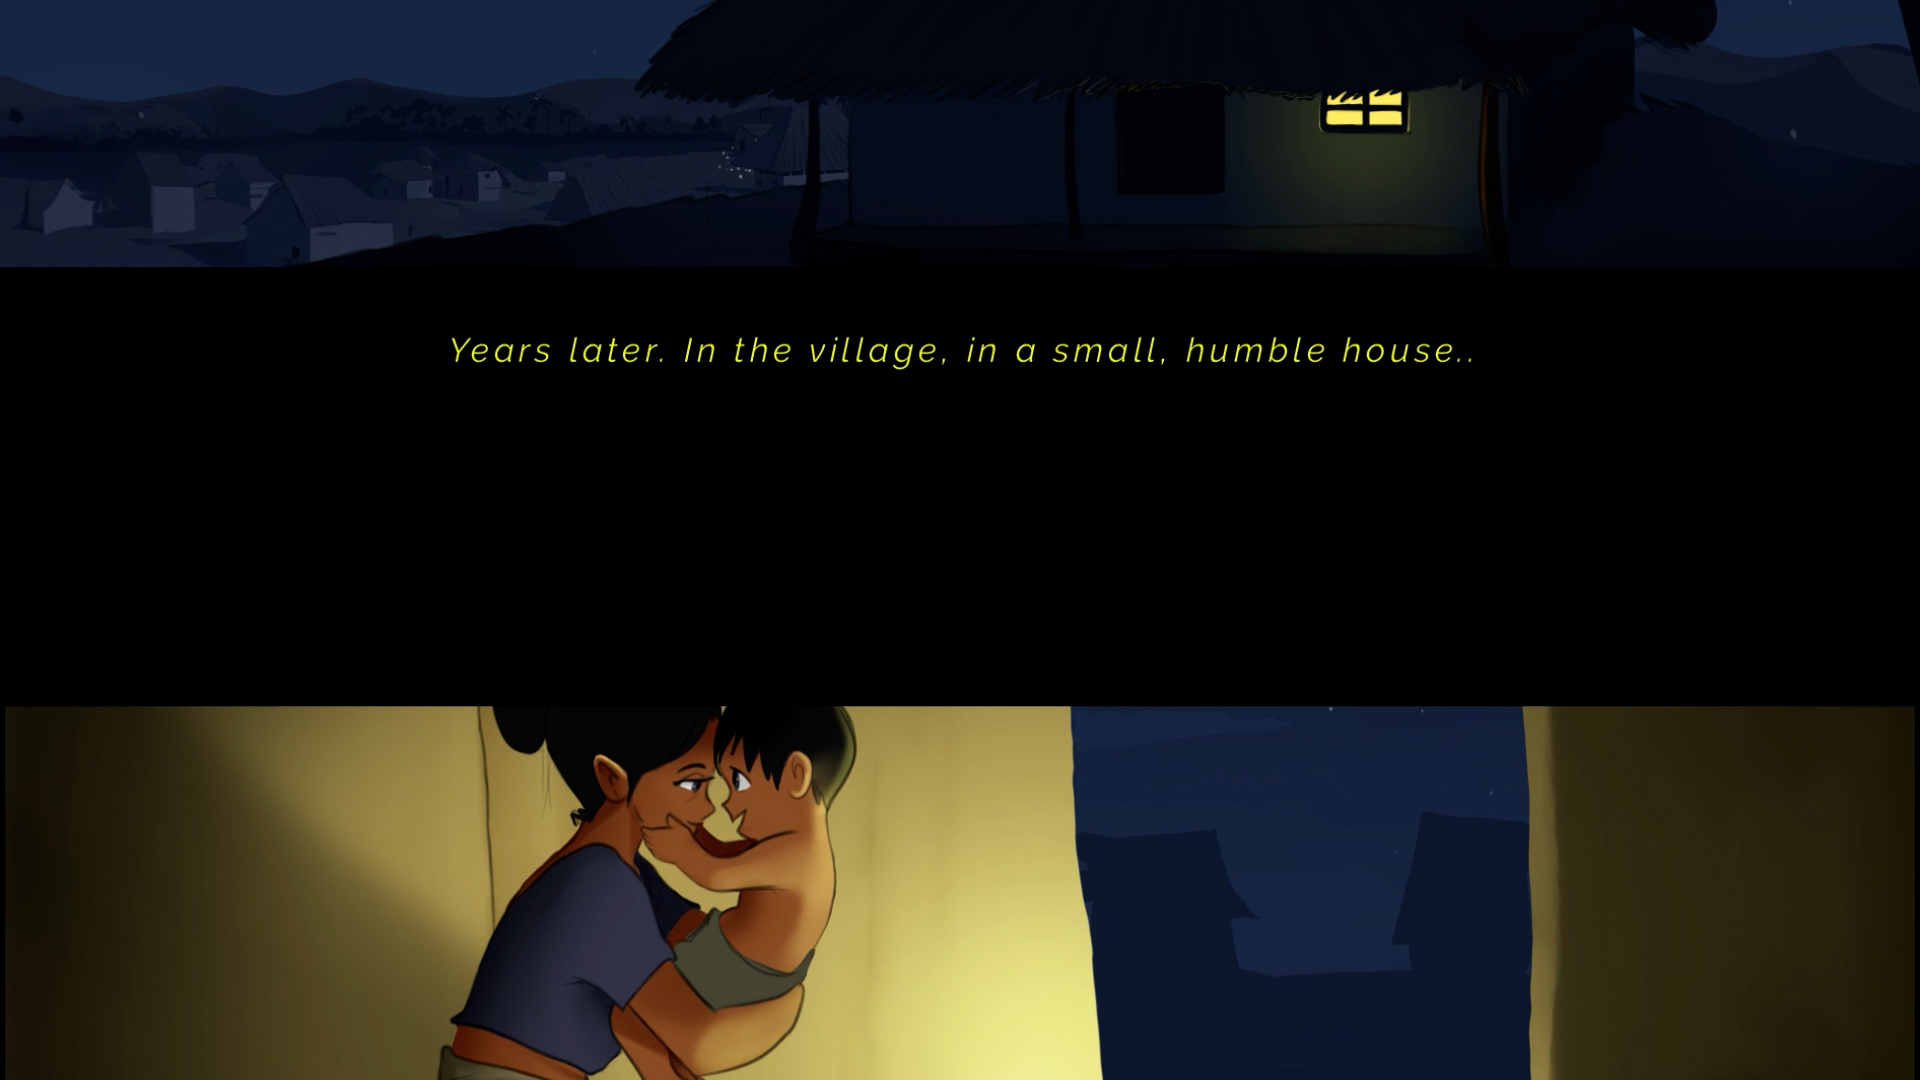 Years later. In the village, in a small, humble house..